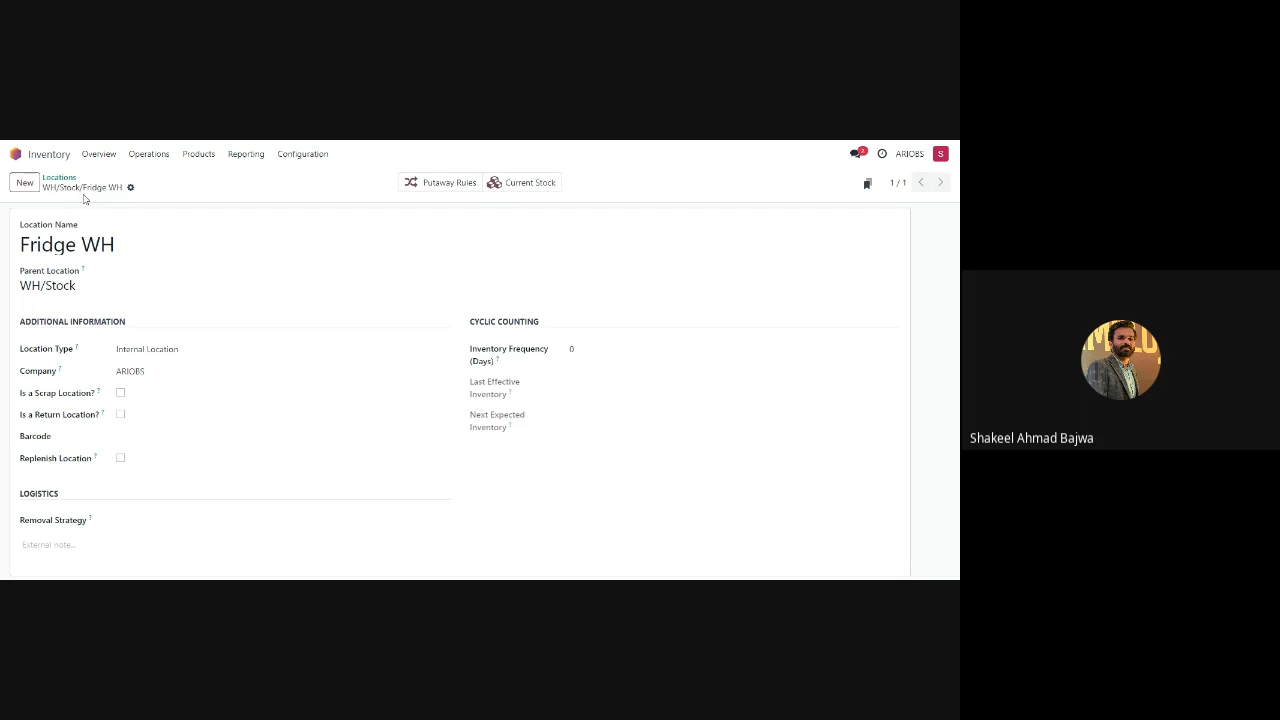 Inventory Overview Operations Products Reporting Configuration 2 ARIOBS S
New Locations Putaway Rules Current Stock 1 / 1
WH/Stock/Fridge WH
Location Name
Fridge WH
Parent Location ?
WH/Stock
ADDITIONAL INFORMATION
Location Type ? Internal Location
Company ? ARIOBS
Is a Scrap Location? ?
Is a Return Location? ?
Barcode
Replenish Location ?
CYCLIC COUNTING
Inventory Frequency 0
(Days) ?
Last Effective
Inventory ?
Next Expected
Inventory ?
LOGISTICS
Removal Strategy ?
External note...
Shakeel Ahmad Bajwa